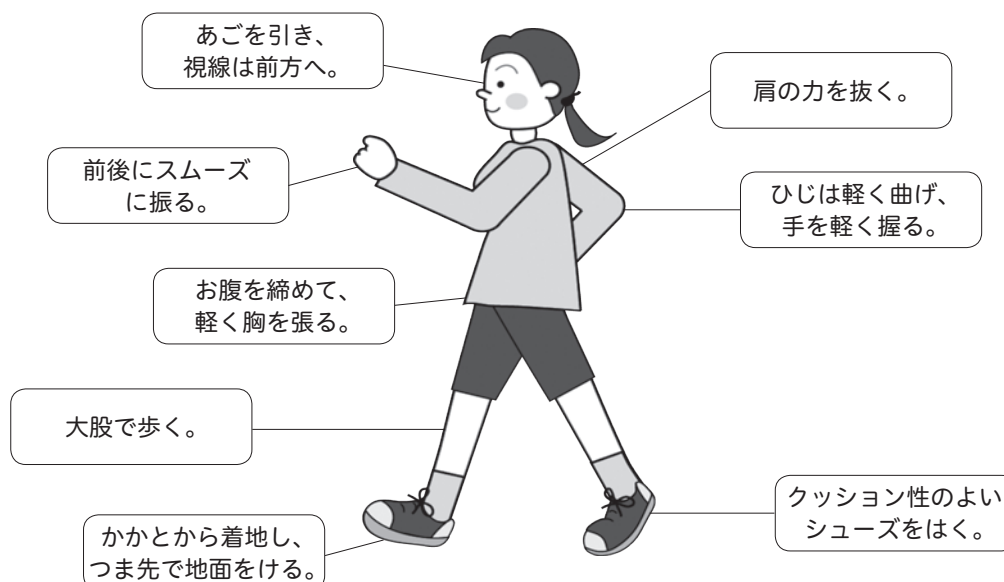 あごを引き、
視線は前方へ。
肩の力を抜く。
前後にスムーズ
に振る。
ひじは軽く曲げ、
手を軽く握る。
お腹を締めて、
軽く胸を張る。
大股で歩く。
クッション性のよい
シューズをはく。
かかとから着地し、
つま先で地面をける。